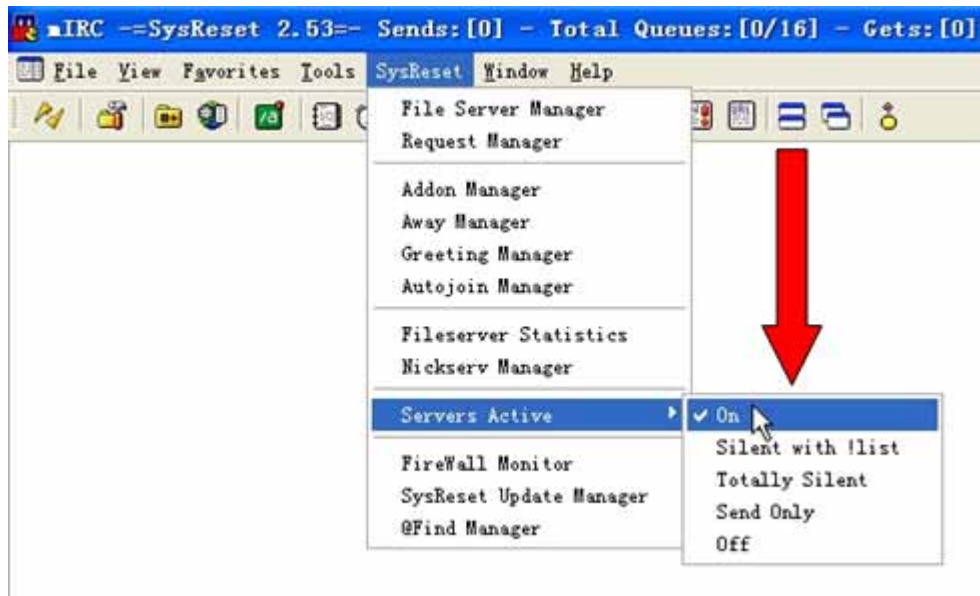 mIRC -=SysReset 2.53=- Sends:[0] - Total Queues:[0/16] - Gets:[0]
File View Favorites Tools SysReset Window Help
File Server Manager
Request Manager
Addon Manager
Away Manager
Greeting Manager
Autojoin Manager
Fileserver Statistics
Nickserv Manager
Servers Active
On
Silent with !list
Totally Silent
Send Only
Off
FireWall Monitor
SysReset Update Manager
@Find Manager